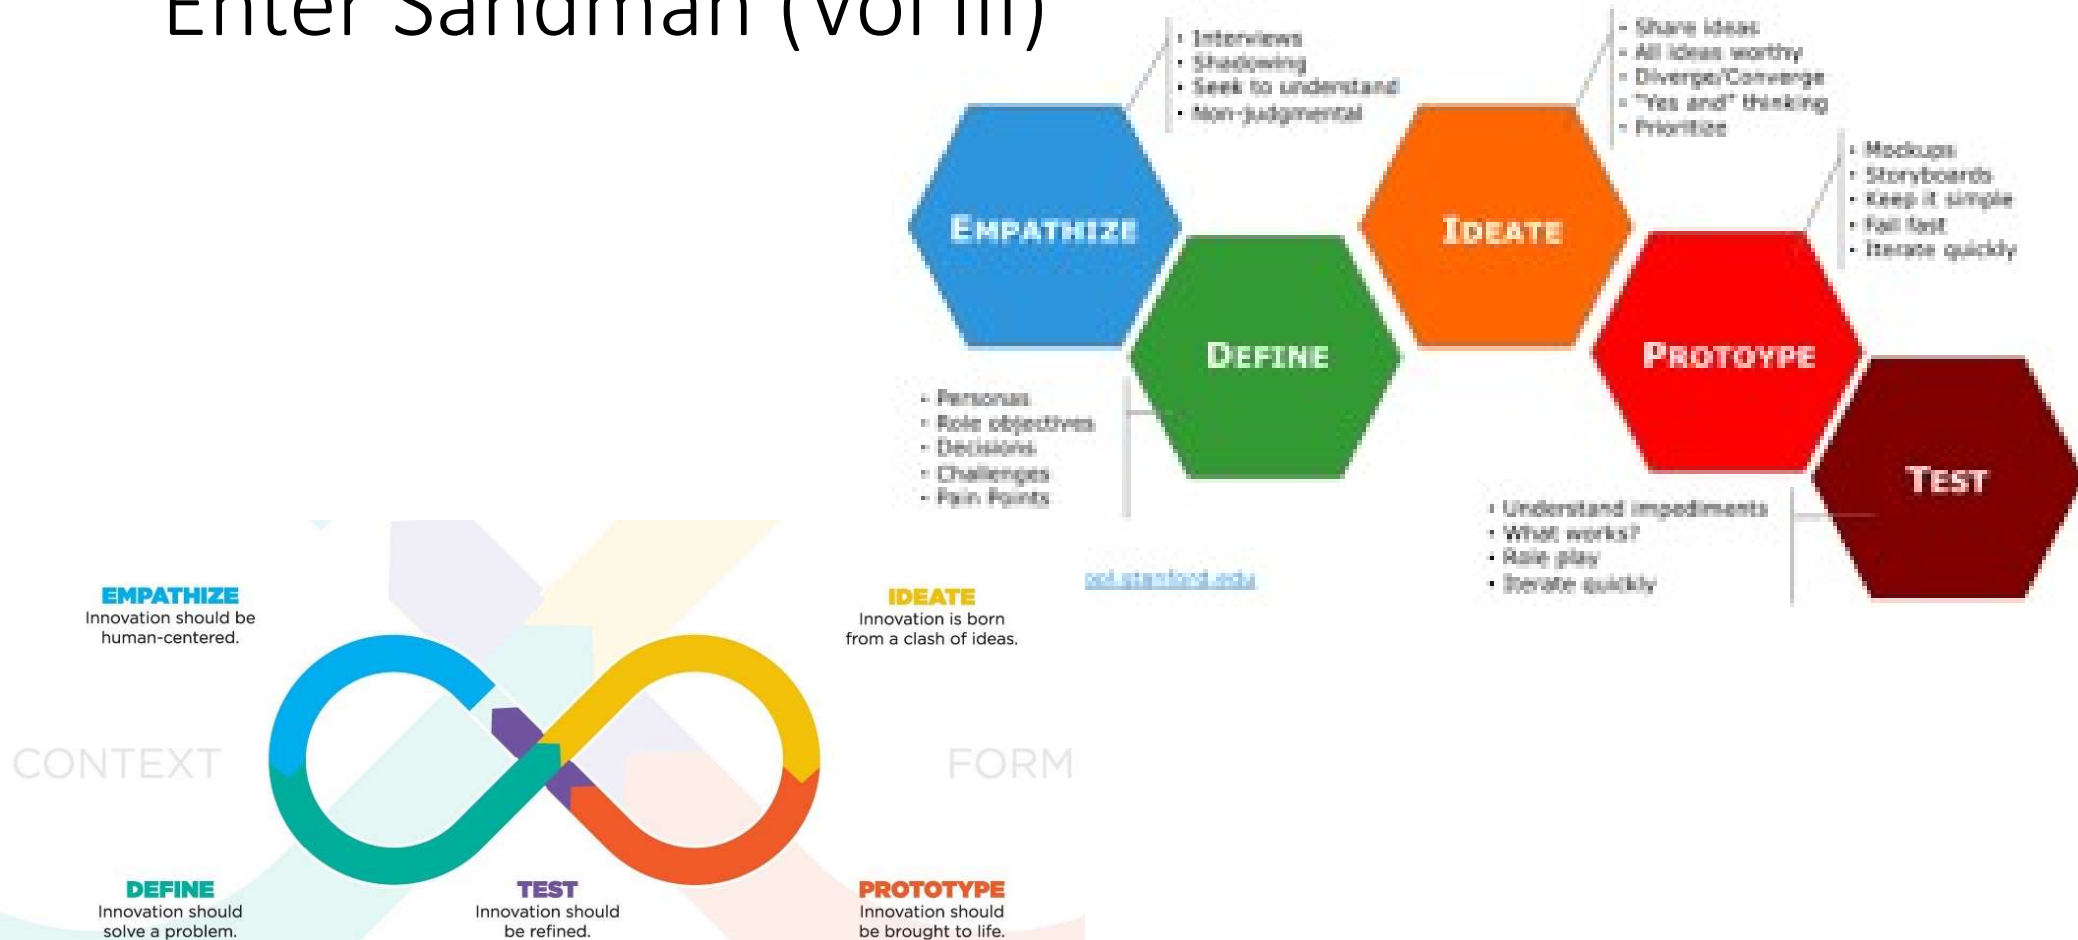 Enter Sandman (Vol III)
• Interviews
• Shadowing
• Seek to understand
• Non-judgmental
- Share ideas
- All ideas worthy
- Diverge/Converge
- "Yes and" thinking
- Prioritize
• Mockups
• Storyboards
• Keep it simple
• Fail fast
• Iterate quickly
EMPATHIZE
IDEATE
DEFINE
PROTOYPE
TEST
- Personas
- Role objectives
- Decisions
- Challenges
- Pain Points
• Understand impediments
• What works?
• Role play
• Iterate quickly
.stanford.edu
EMPATHIZE
Innovation should be
human-centered.
IDEATE
Innovation is born
from a clash of ideas.
CONTEXT
FORM
DEFINE
Innovation should
solve a problem.
TEST
Innovation should
be refined.
PROTOTYPE
Innovation should
be brought to life.